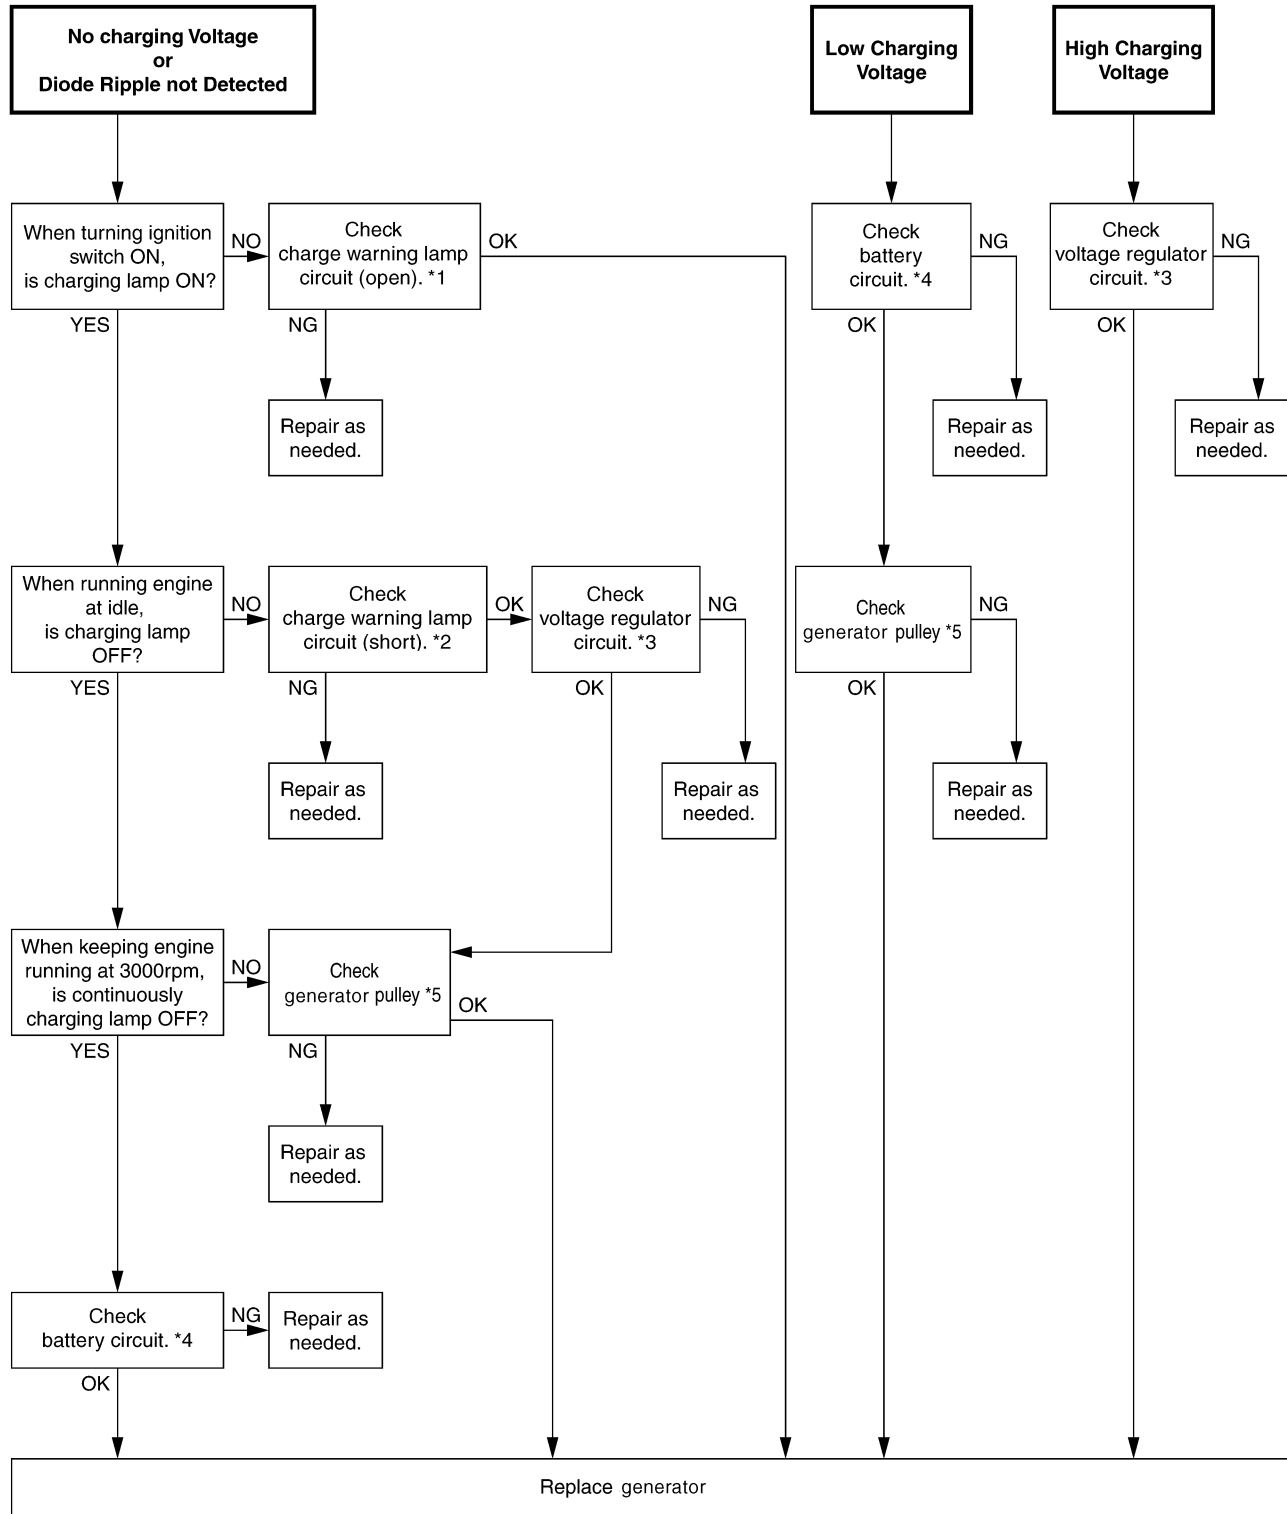 No charging Voltage
or
Diode Ripple not Detected
Low Charging
Voltage
High Charging
Voltage
When turning ignition
switch ON,
is charging lamp ON?
NO
YES
Check
charge warning lamp
circuit (open). *1
OK
NG
Repair as
needed.
Check
battery
circuit. *4
NG
OK
Repair as
needed.
Check
voltage regulator
circuit. *3
NG
OK
Repair as
needed.
When running engine
at idle,
is charging lamp
OFF?
NO
YES
Check
charge warning lamp
circuit (short). *2
OK
NG
Repair as
needed.
Check
voltage regulator
circuit. *3
NG
OK
Repair as
needed.
Check
generator pulley *5
NG
OK
Repair as
needed.
When keeping engine
running at 3000rpm,
is continuously
charging lamp OFF?
NO
YES
Check
generator pulley *5
OK
NG
Repair as
needed.
Check
battery circuit. *4
NG
OK
Repair as
needed.
Replace generator